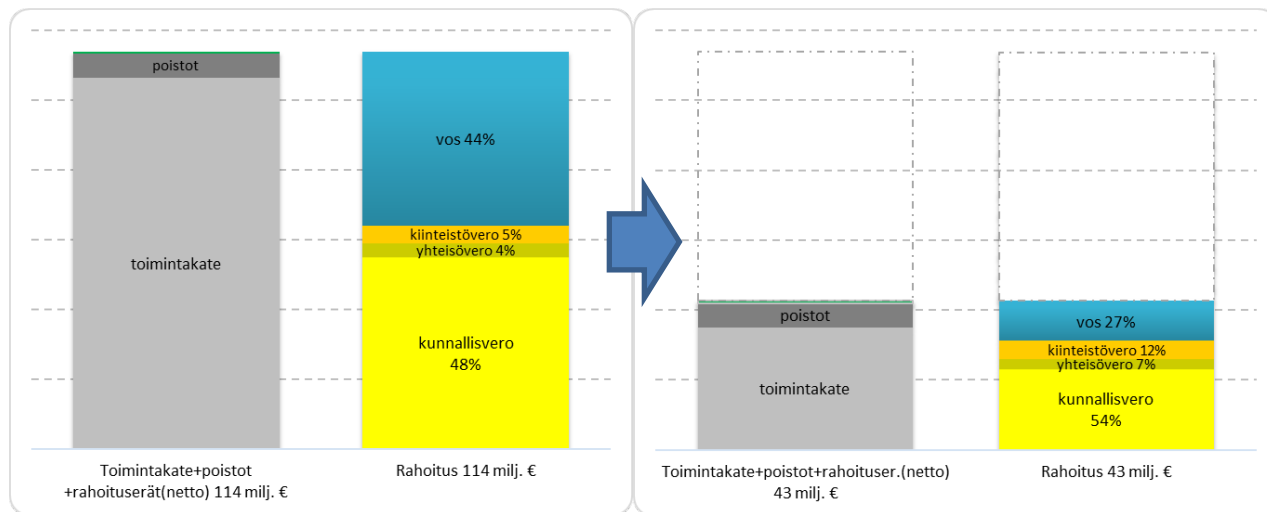 poistot
toimintakate
vos 44%
kiinteistövero 5%
yhteisövero 4%
kunnallisvero
48%
Toimintakate+poistot
+rahoituserät(netto) 114 milj. €
Rahoitus 114 milj. €
poistot
toimintakate
vos 27%
kiinteistövero 12%
yhteisövero 7%
kunnallisvero
54%
Toimintakate+poistot+rahoituser.(netto)
43 milj. €
Rahoitus 43 milj. €